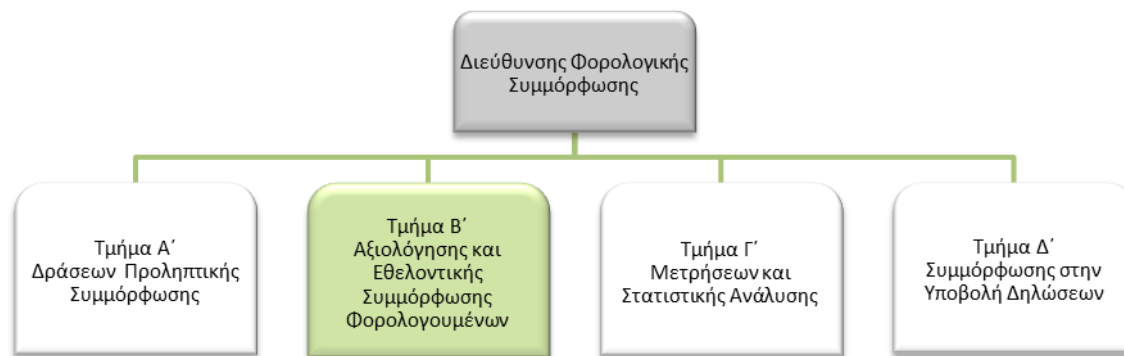 Διεύθυνσης Φορολογικής
Συμμόρφωσης
Τμήμα Α΄
Δράσεων Προληπτικής
Συμμόρφωσης
Τμήμα Β΄
Αξιολόγησης και
Εθελοντικής
Συμμόρφωσης
Φορολογουμένων
Τμήμα Γ΄
Μετρήσεων και
Στατιστικής Ανάλυσης
Τμήμα Δ΄
Συμμόρφωσης στην
Υποβολή Δηλώσεων